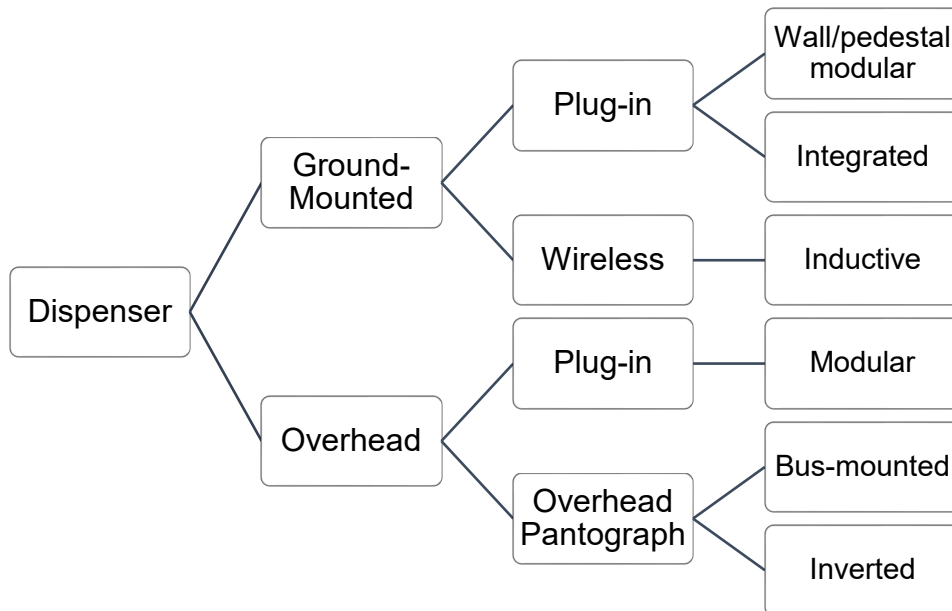 Wall/pedestal
modular
Plug-in
Integrated
Ground-
Mounted
Wireless
Inductive
Dispenser
Plug-in
Modular
Overhead
Bus-mounted
Overhead
Pantograph
Inverted